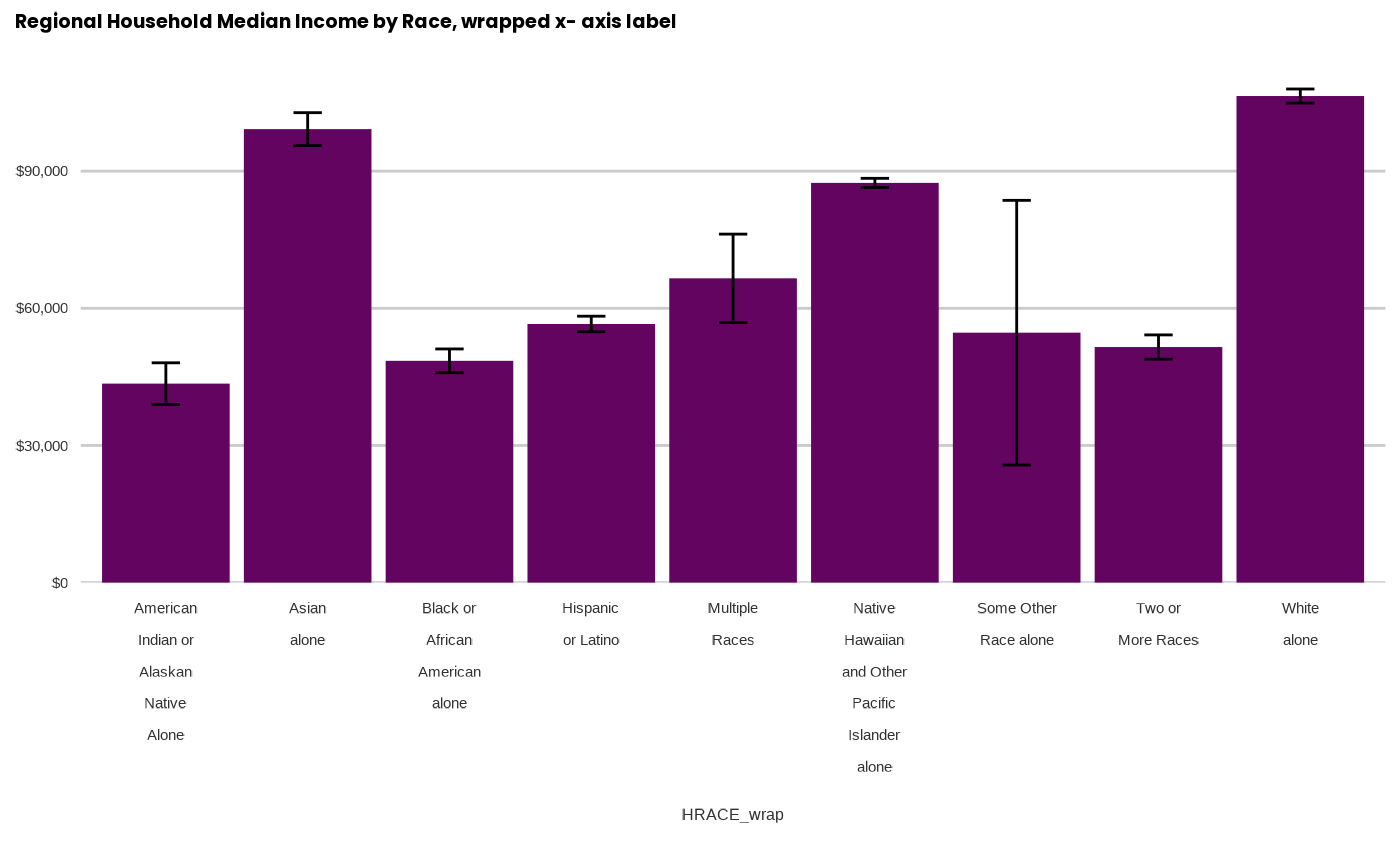 Regional Household Median Income by Race, wrapped x- axis label
$90,000
$60,000
$30,000
$0
American
Indian or
Alaskan
Native
Alone
Asian
alone
Black or
African
American
alone
Hispanic
or Latino
Multiple
Races
Native
Hawaiian
and Other
Pacific
Islander
alone
Some Other
Race alone
Two or
More Races
White
alone
HRACE_wrap